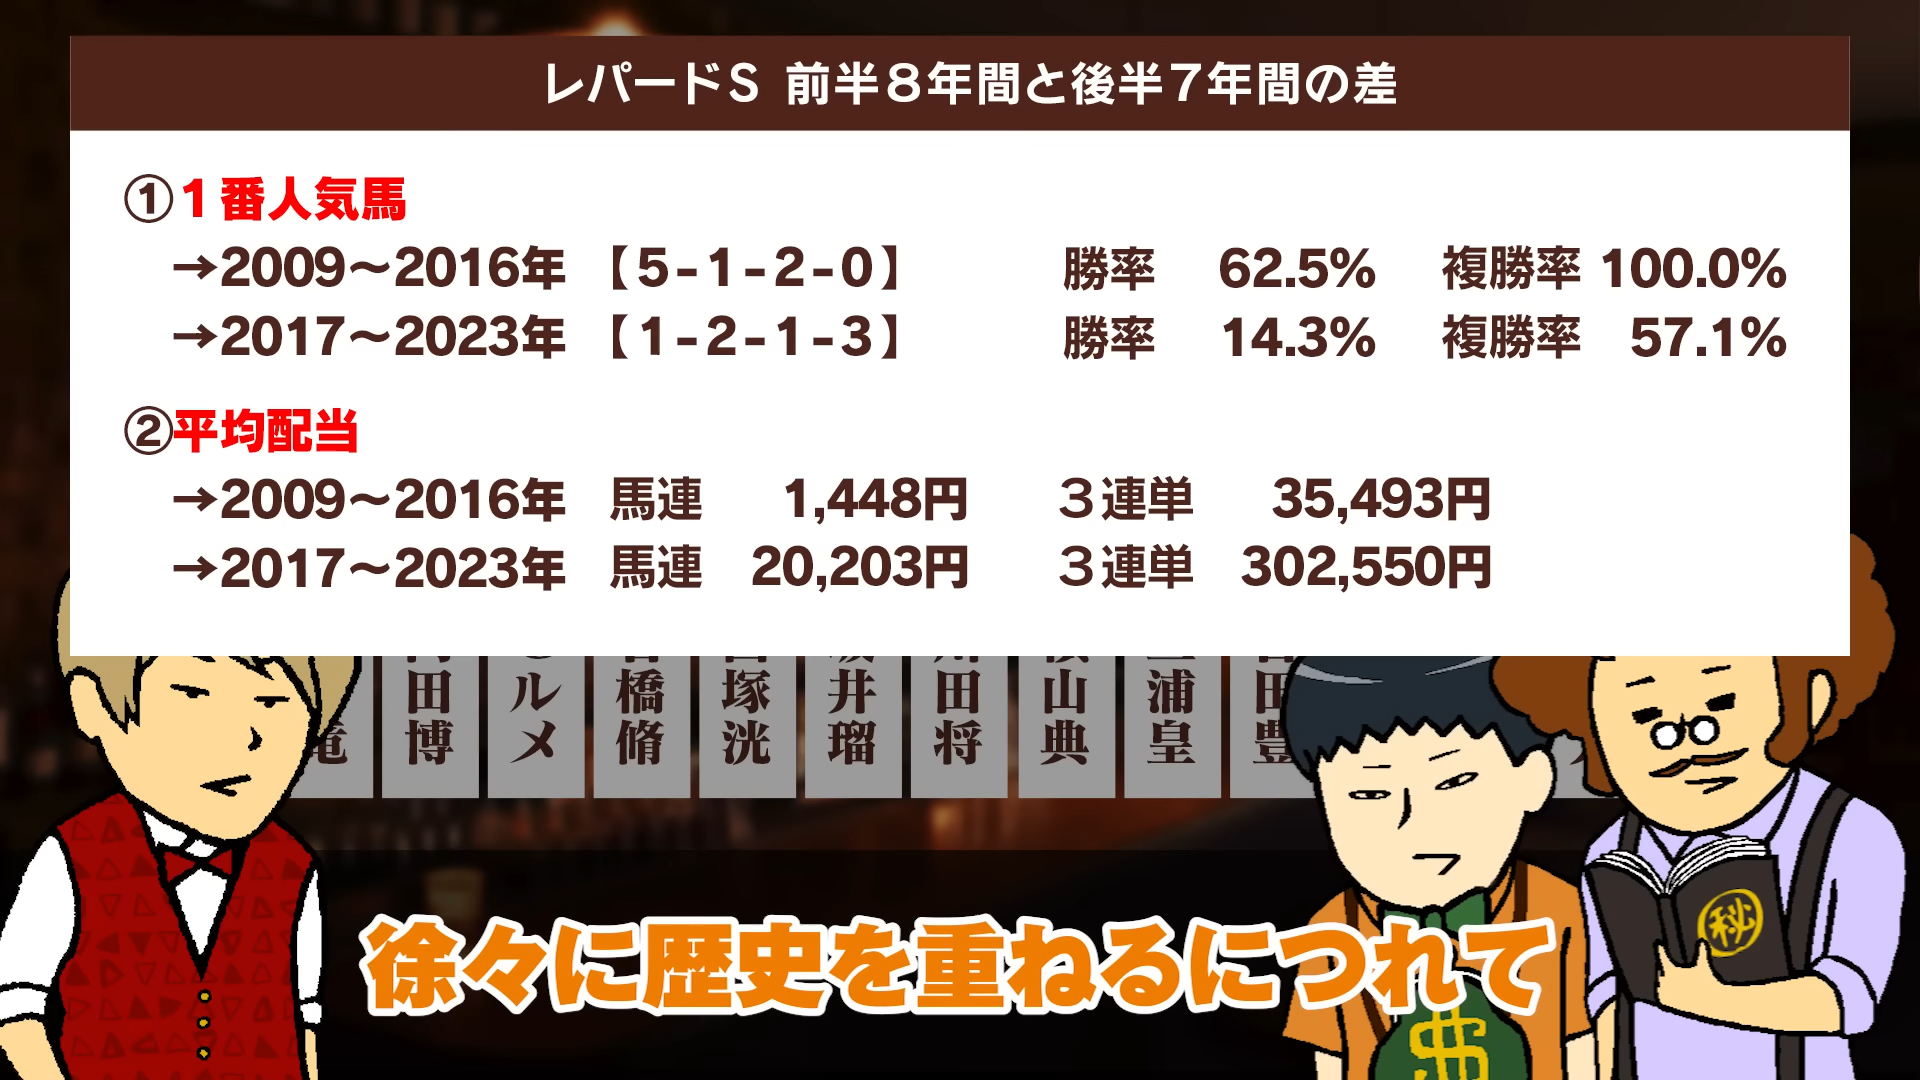 レパードS 前半８年間と後半７年間の差
①１番人気馬
→2009～2016年 【5-1-2-0】 勝率 62.5% 複勝率 100.0%
→2017～2023年 【1-2-1-3】 勝率 14.3% 複勝率 57.1%
②平均配当
→2009～2016年 馬連 1,448円 ３連単 35,493円
→2017～2023年 馬連 20,203円 ３連単 302,550円
竜
田博
ルメ
橋脩
塚洸
井瑠
田将
山典
浦皇
田豊
㊙
$
徐々に歴史を重ねるにつれて